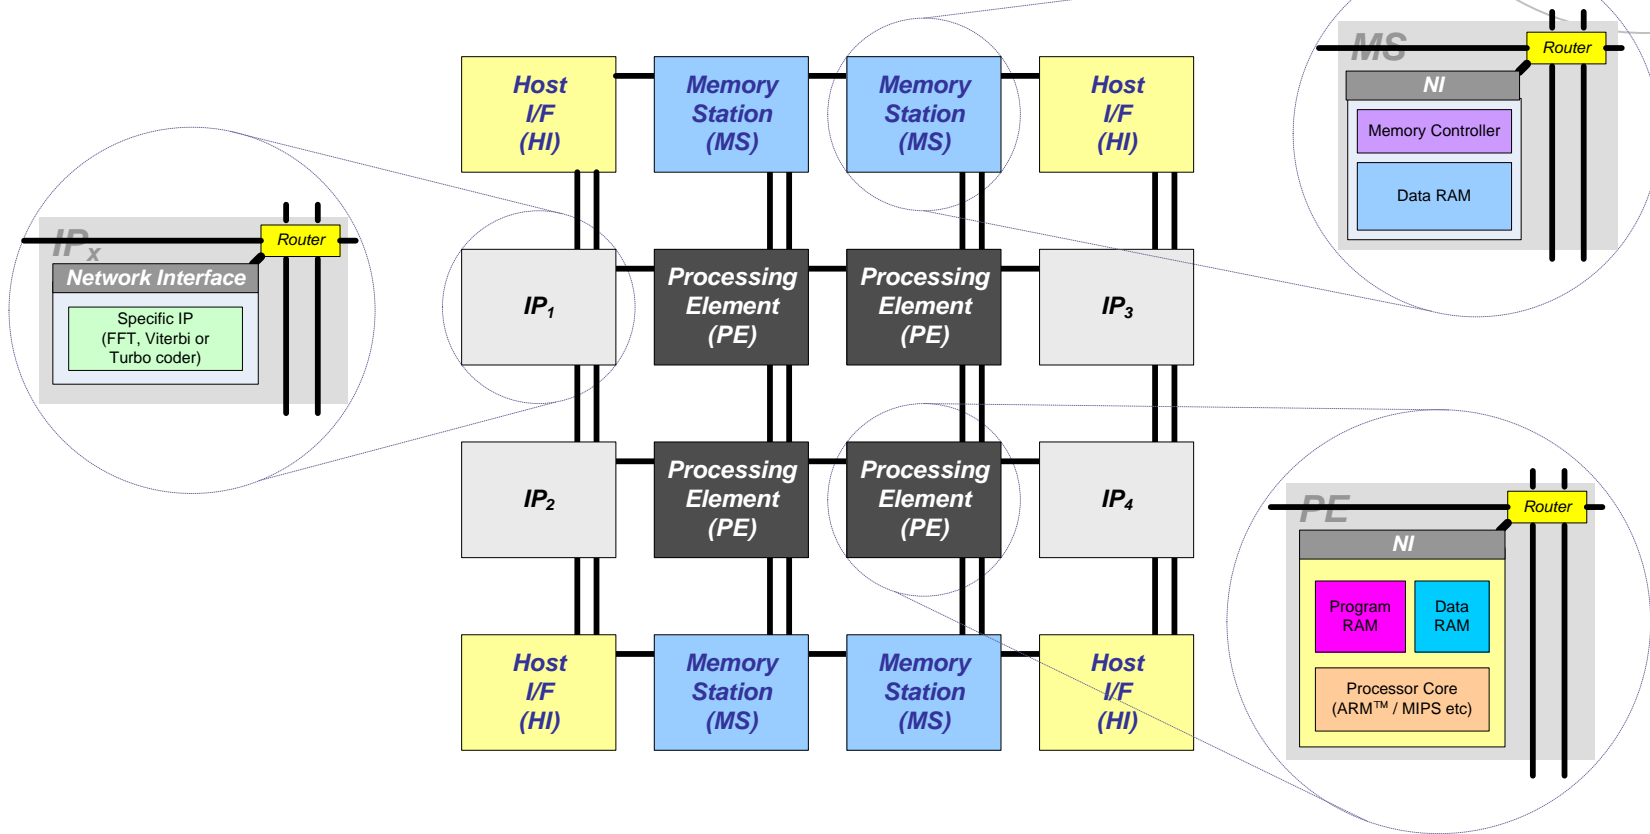 Host
I/F
(HI)
Memory
Station
(MS)
Memory
Station
(MS)
Host
I/F
(HI)
MS
Router
NI
Memory Controller
Data RAM
IPx
Router
Network Interface
Specific IP
(FFT, Viterbi or
Turbo coder)
IP1
Processing
Element
(PE)
Processing
Element
(PE)
IP3
IP2
Processing
Element
(PE)
Processing
Element
(PE)
IP4
PE
Router
NI
Program
RAM
Data
RAM
Processor Core
(ARM™ / MIPS etc)
Host
I/F
(HI)
Memory
Station
(MS)
Memory
Station
(MS)
Host
I/F
(HI)